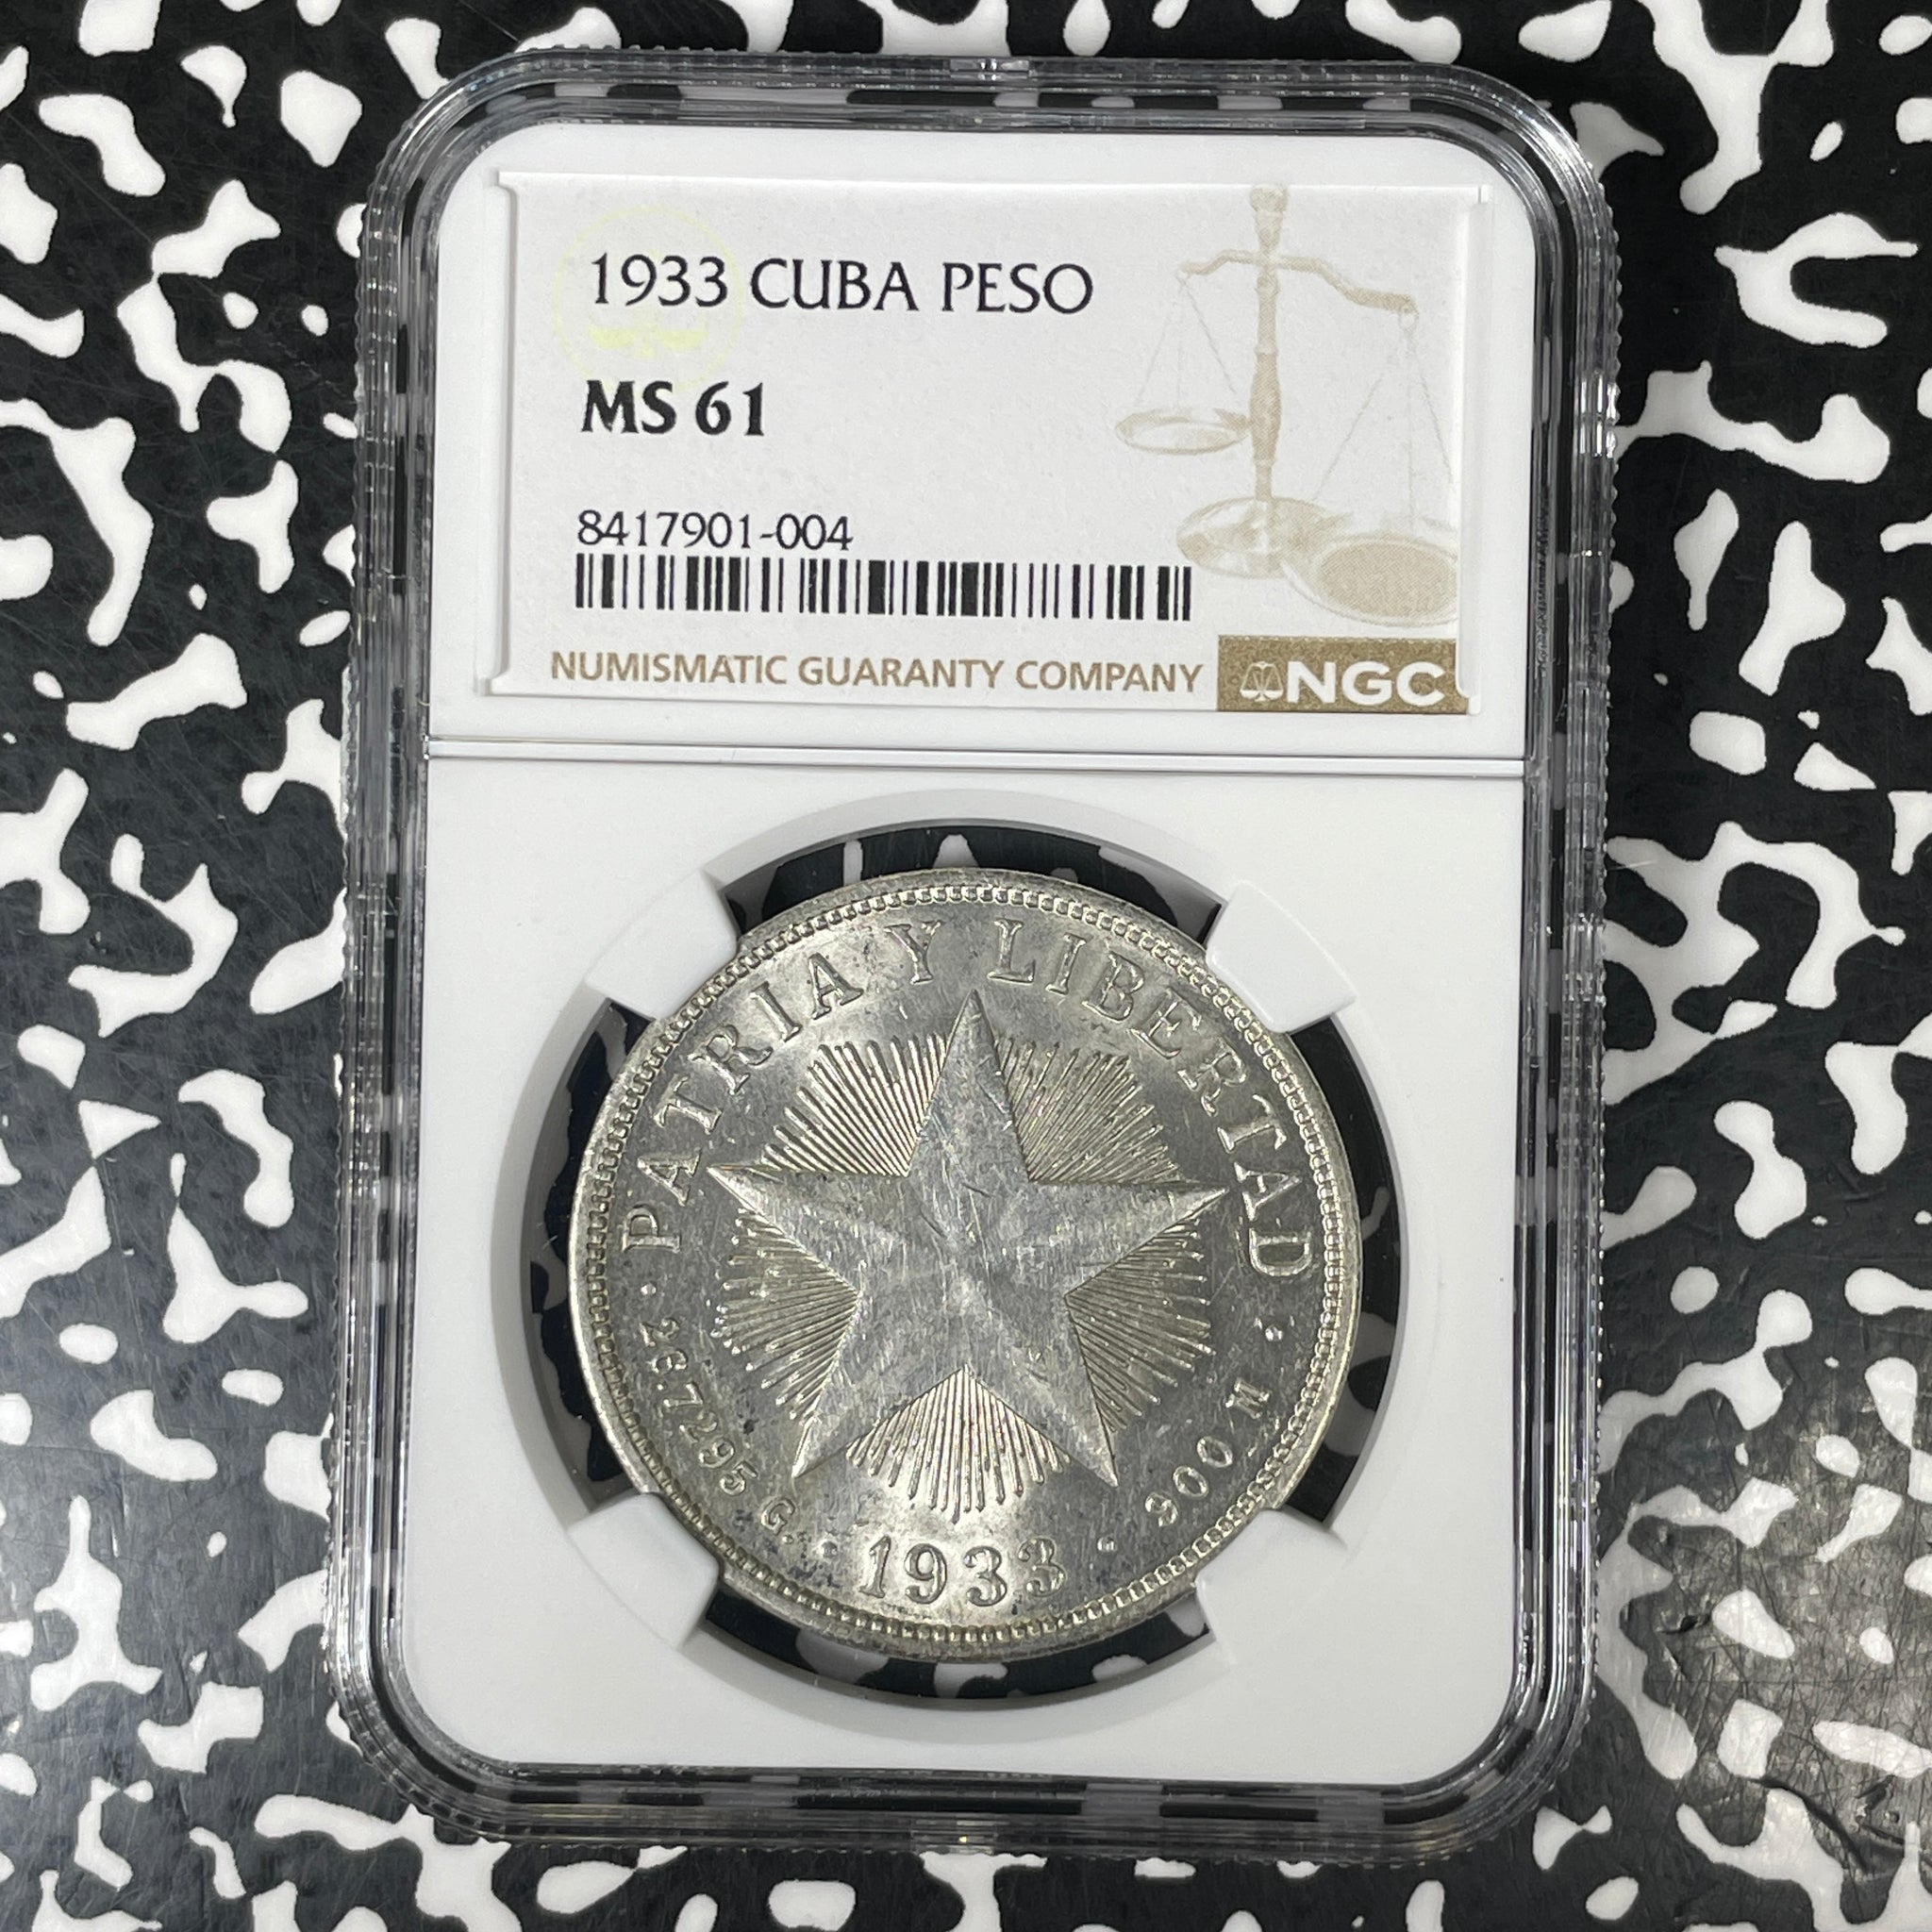 1933 CUBA PESO
MS 61
8417901-004
NUMISMATIC GUARANTY COMPANY
NGC
PATRIA Y LIBERTAD
26.7295 G. • 1933 • 900 M